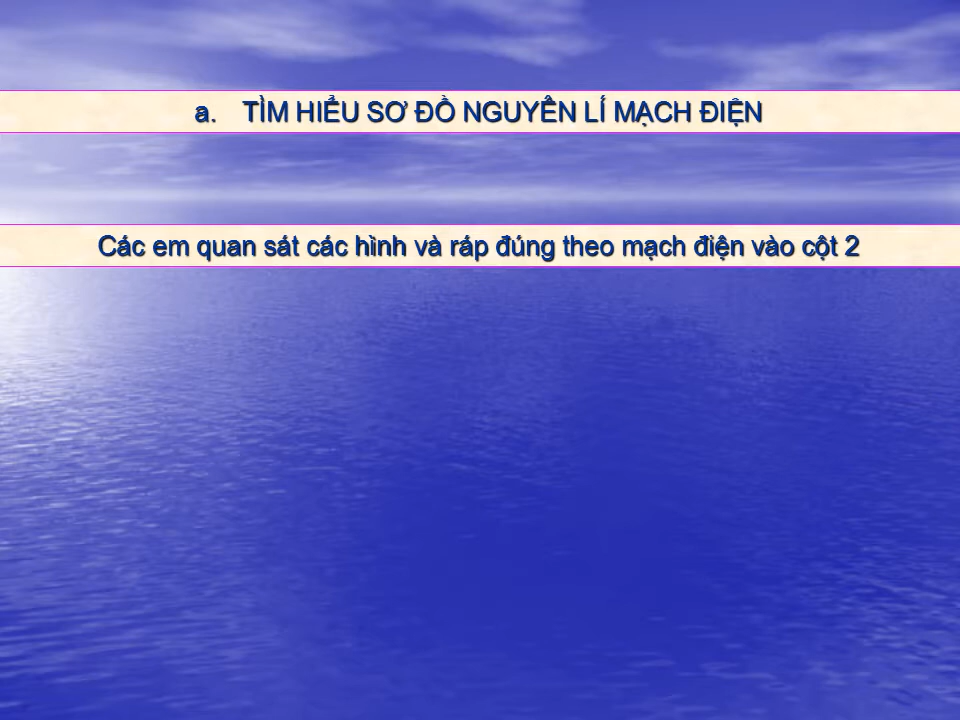 a. TÌM HIỂU SƠ ĐỒ NGUYÊN LÍ MẠCH ĐIỆN
Các em quan sát các hình và ráp đúng theo mạch điện vào cột 2